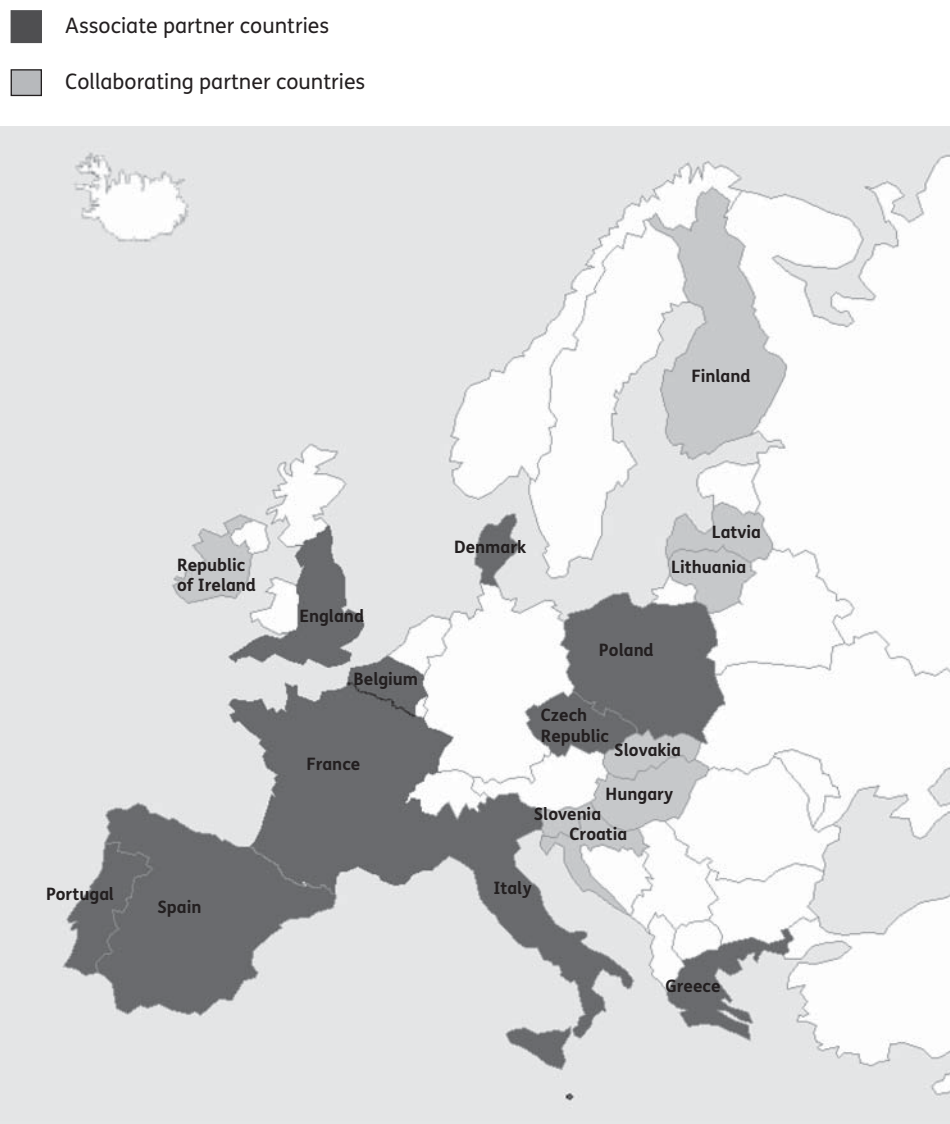 Associate partner countries
Collaborating partner countries
Finland
Latvia
Denmark
Lithuania
Republic
of Ireland
England
Poland
Belgium
Czech
Republic
Slovakia
France
Hungary
Slovenia
Croatia
Italy
Portugal
Spain
Greece